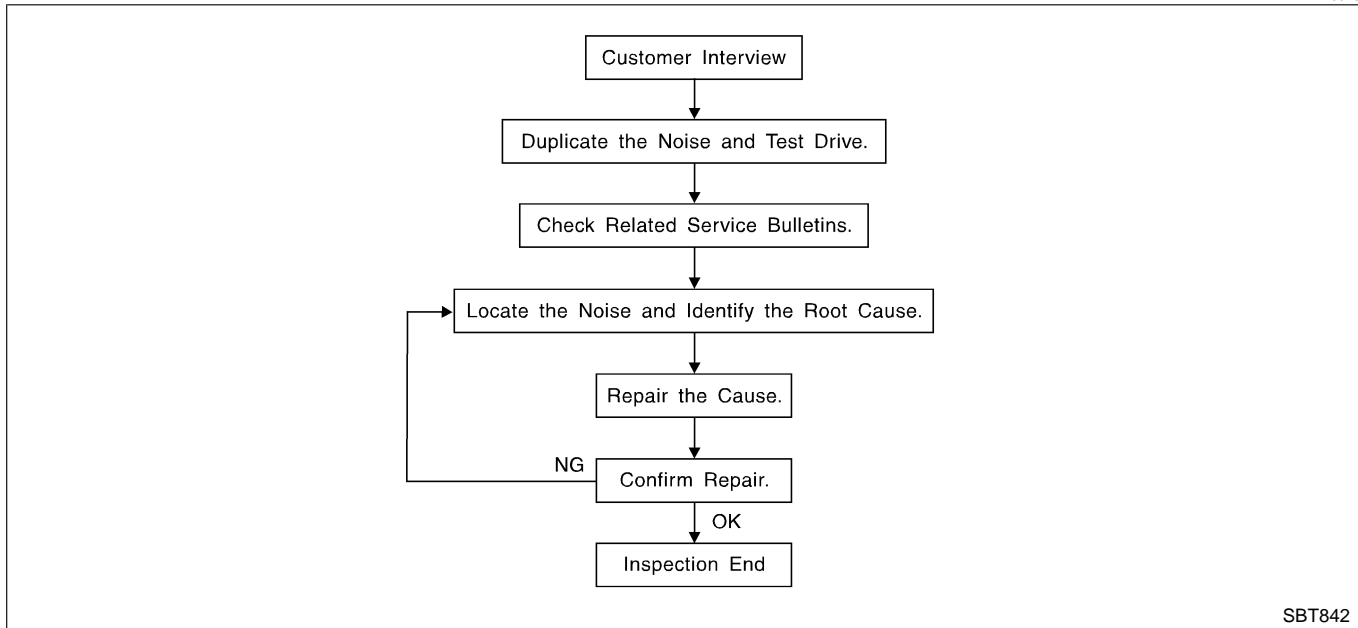 Customer Interview
Duplicate the Noise and Test Drive.
Check Related Service Bulletins.
Locate the Noise and Identify the Root Cause.
Repair the Cause.
NG
Confirm Repair.
OK
Inspection End
SBT842